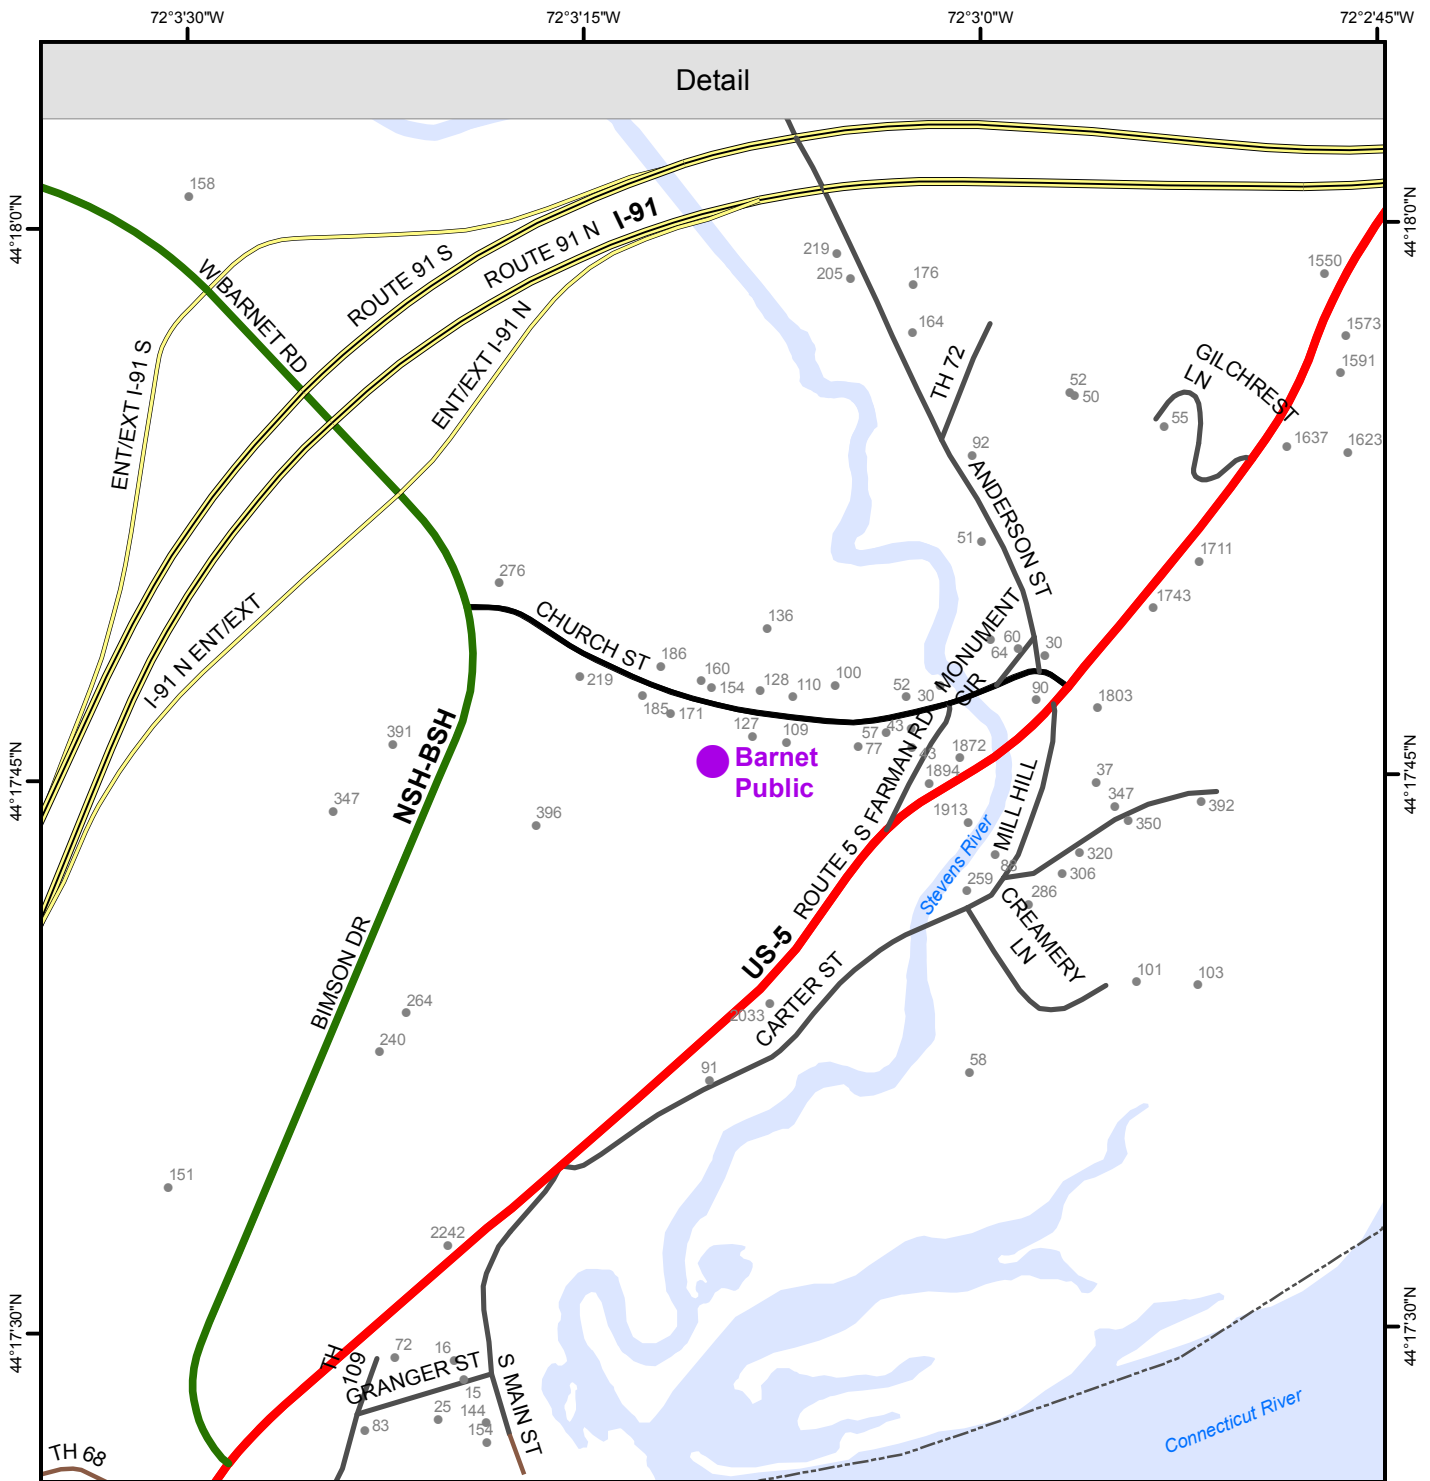 72°3'30"W
72°3'15"W
72°3'0"W
72°2'45"W
Detail
158
44°18'0"N
44°18'0"N
I-91
ROUTE 91 N
ROUTE 91 S
W BARNET RD
219
205
176
1550
164
1573
ENT/EXT I-91 N
ENT/EXT I-91 S
TH 72
GILCHREST
LN
1591
52
50
55
1637
1623
92
ANDERSON ST
51
1711
276
1743
CHURCH ST
I-91 N ENT/EXT
136
MONUMENT
CIR
60
64
30
186
160
154
128
110
100
219
185
171
52
30
90
1803
127
109
57
77
43
43
391
NSH-BSH
Barnet
Public
1872
1894
44°17'45"N
44°17'45"N
FARMAN RD
37
347
392
347
396
1913
350
MILL HILL
ROUTE 5 S
Stevens River
88
320
306
259
286
CREAMERY
LN
US-5
BIMSON DR
CARTER ST
101
103
264
2033
240
58
91
151
2242
44°17'30"N
44°17'30"N
TH
109
72
16
GRANGER ST
15
S MAIN ST
25
144
83
154
Connecticut River
TH 68